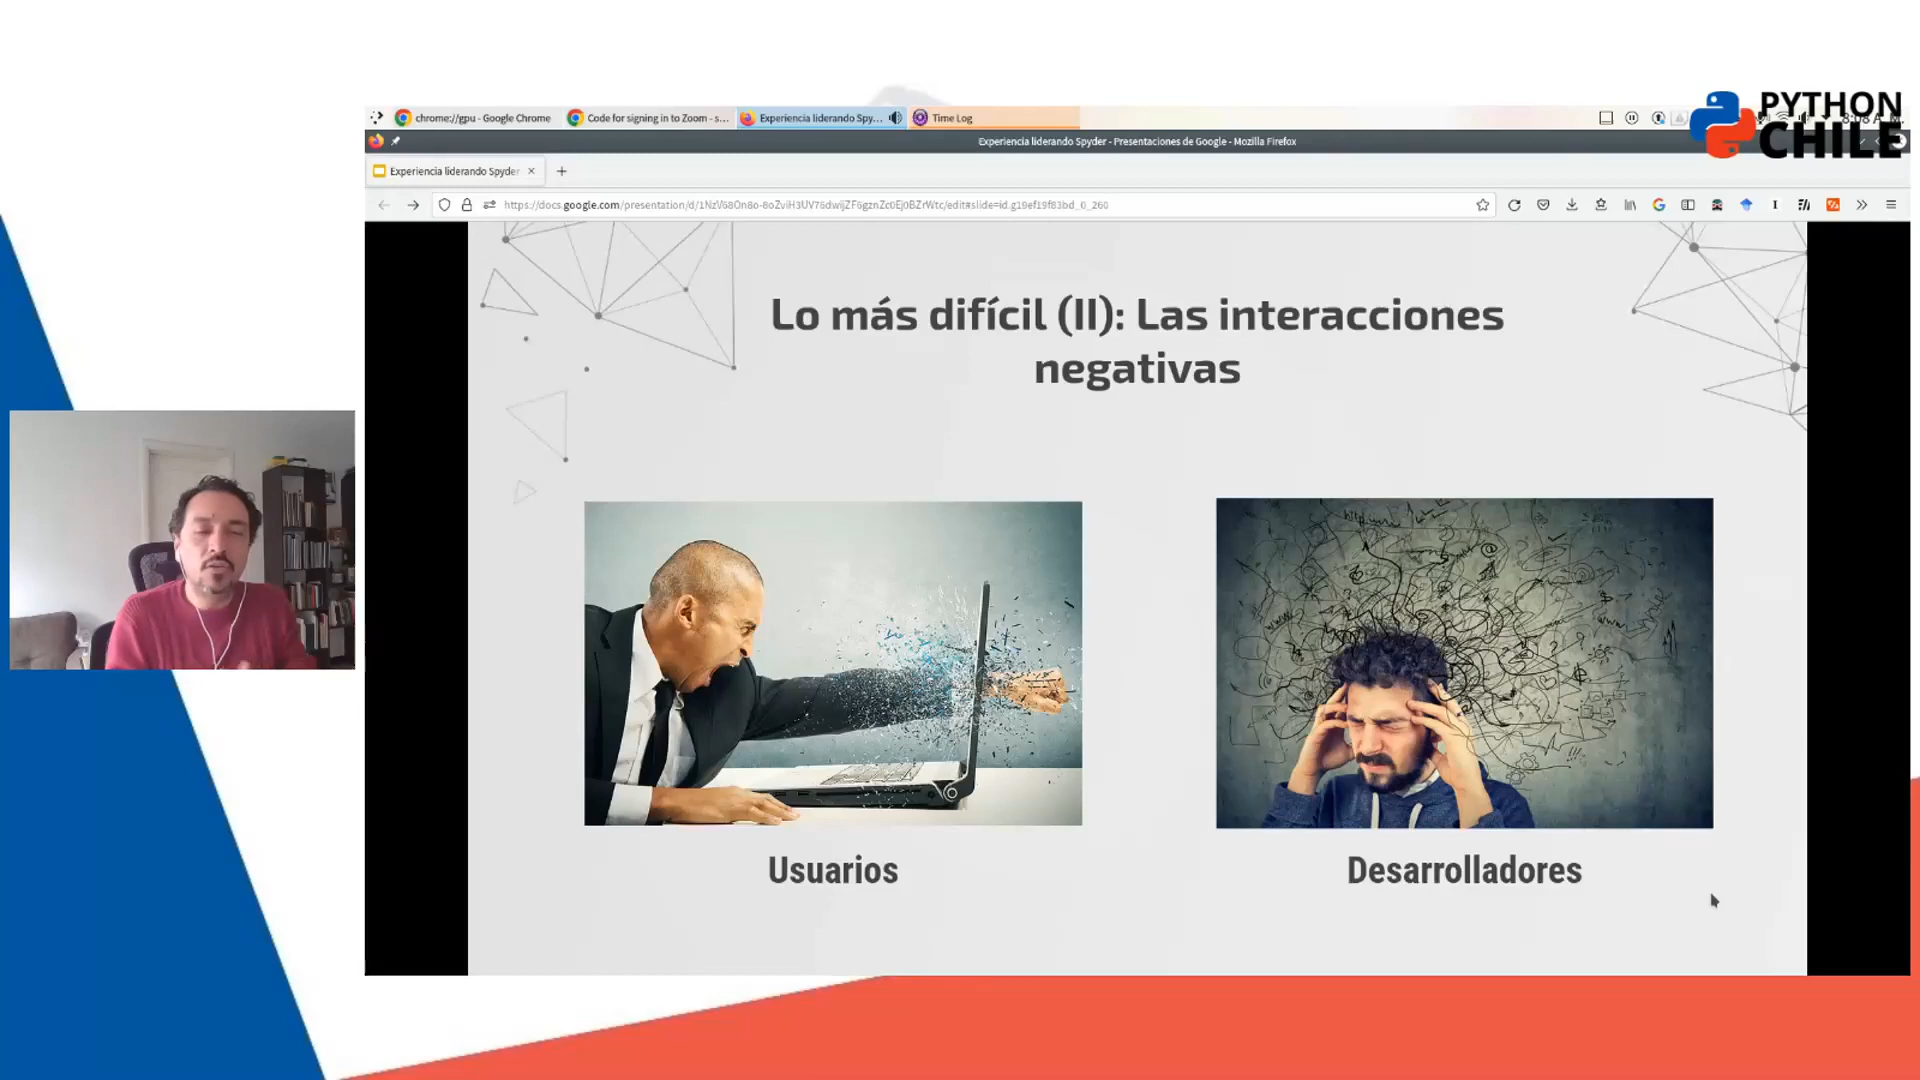 chrome://gpu - Google Chrome
Code for signing in to Zoom - s...
Experiencia liderando Spy...
Time Log
PYTHON
CHILE
Experiencia liderando Spyder - Presentaciones de Google - Mozilla Firefox
Experiencia liderando Spyder
Lo más difícil (II): Las interacciones
negativas
Usuarios
Desarrolladores